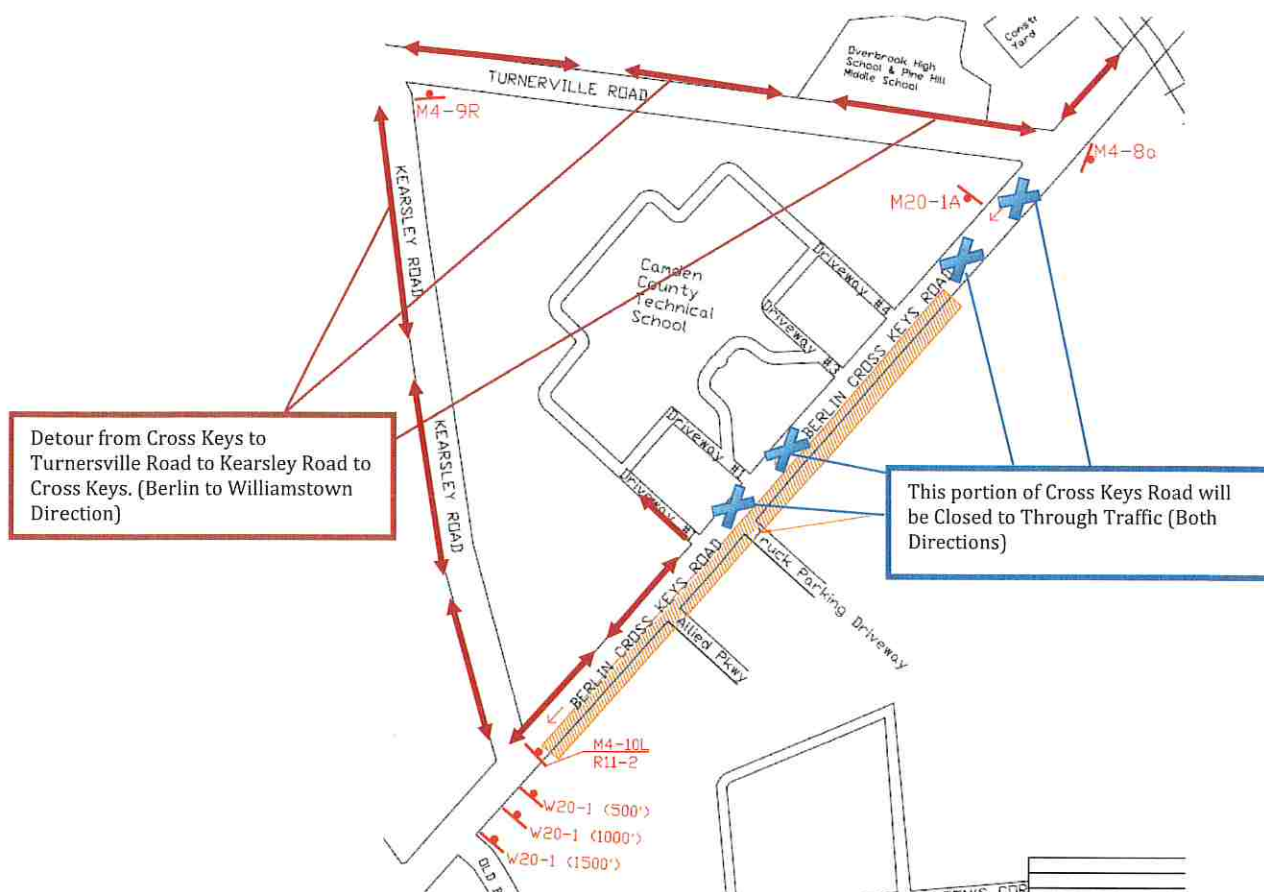 Constr
Yard
Overbrook High
School & Pine Hill
Middle School
TURNERVILLE ROAD
M4-9R
M4-8a
M20-1A
KEARSLEY ROAD
Camden
County
Technical
School
Driveway #4
Driveway #3
BERLIN CROSS KEYS ROAD
Detour from Cross Keys to
Turnersville Road to Kearsley Road to
Cross Keys. (Berlin to Williamstown
Direction)
KEARSLEY ROAD
Driveway
Driveway
This portion of Cross Keys Road will
be Closed to Through Traffic (Both
Directions)
BERLIN CROSS KEYS ROAD
Truck Parking Driveway
Allied Pkwy
M4-10L
R11-2
W20-1 (500')
W20-1 (1000')
W20-1 (1500')
OLD